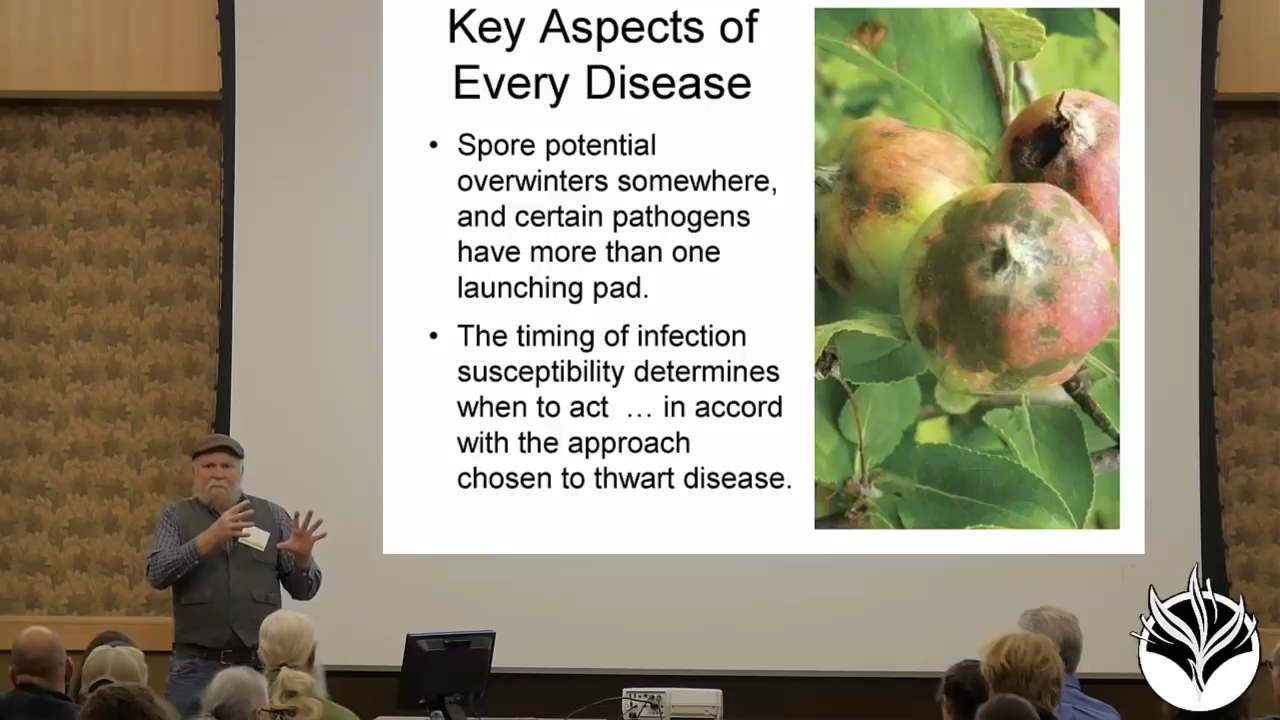 Key Aspects of
Every Disease
• Spore potential
overwinters somewhere,
and certain pathogens
have more than one
launching pad.
• The timing of infection
susceptibility determines
when to act … in accord
with the approach
chosen to thwart disease.